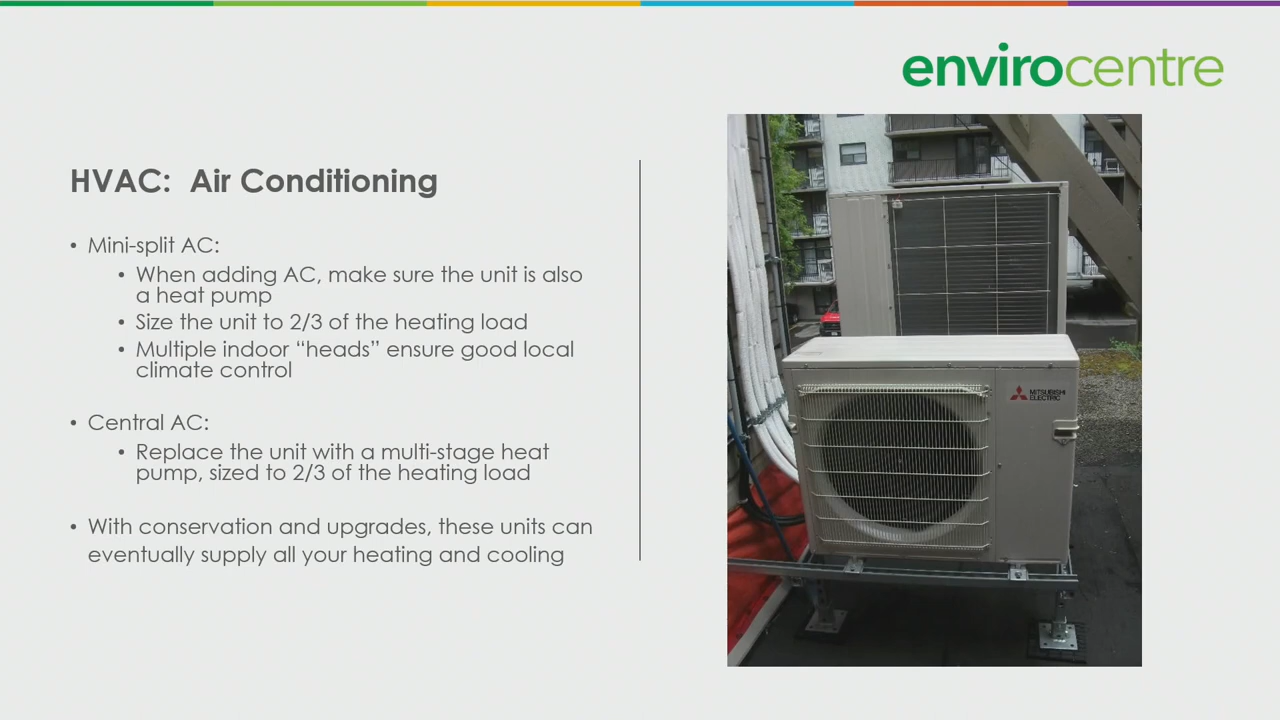 envirocentre
HVAC:  Air Conditioning
• Mini-split AC:
• When adding AC, make sure the unit is also
a heat pump
• Size the unit to 2/3 of the heating load
• Multiple indoor “heads” ensure good local
climate control
• Central AC:
• Replace the unit with a multi-stage heat
pump, sized to 2/3 of the heating load
• With conservation and upgrades, these units can
eventually supply all your heating and cooling
MITSUBISHI
ELECTRIC